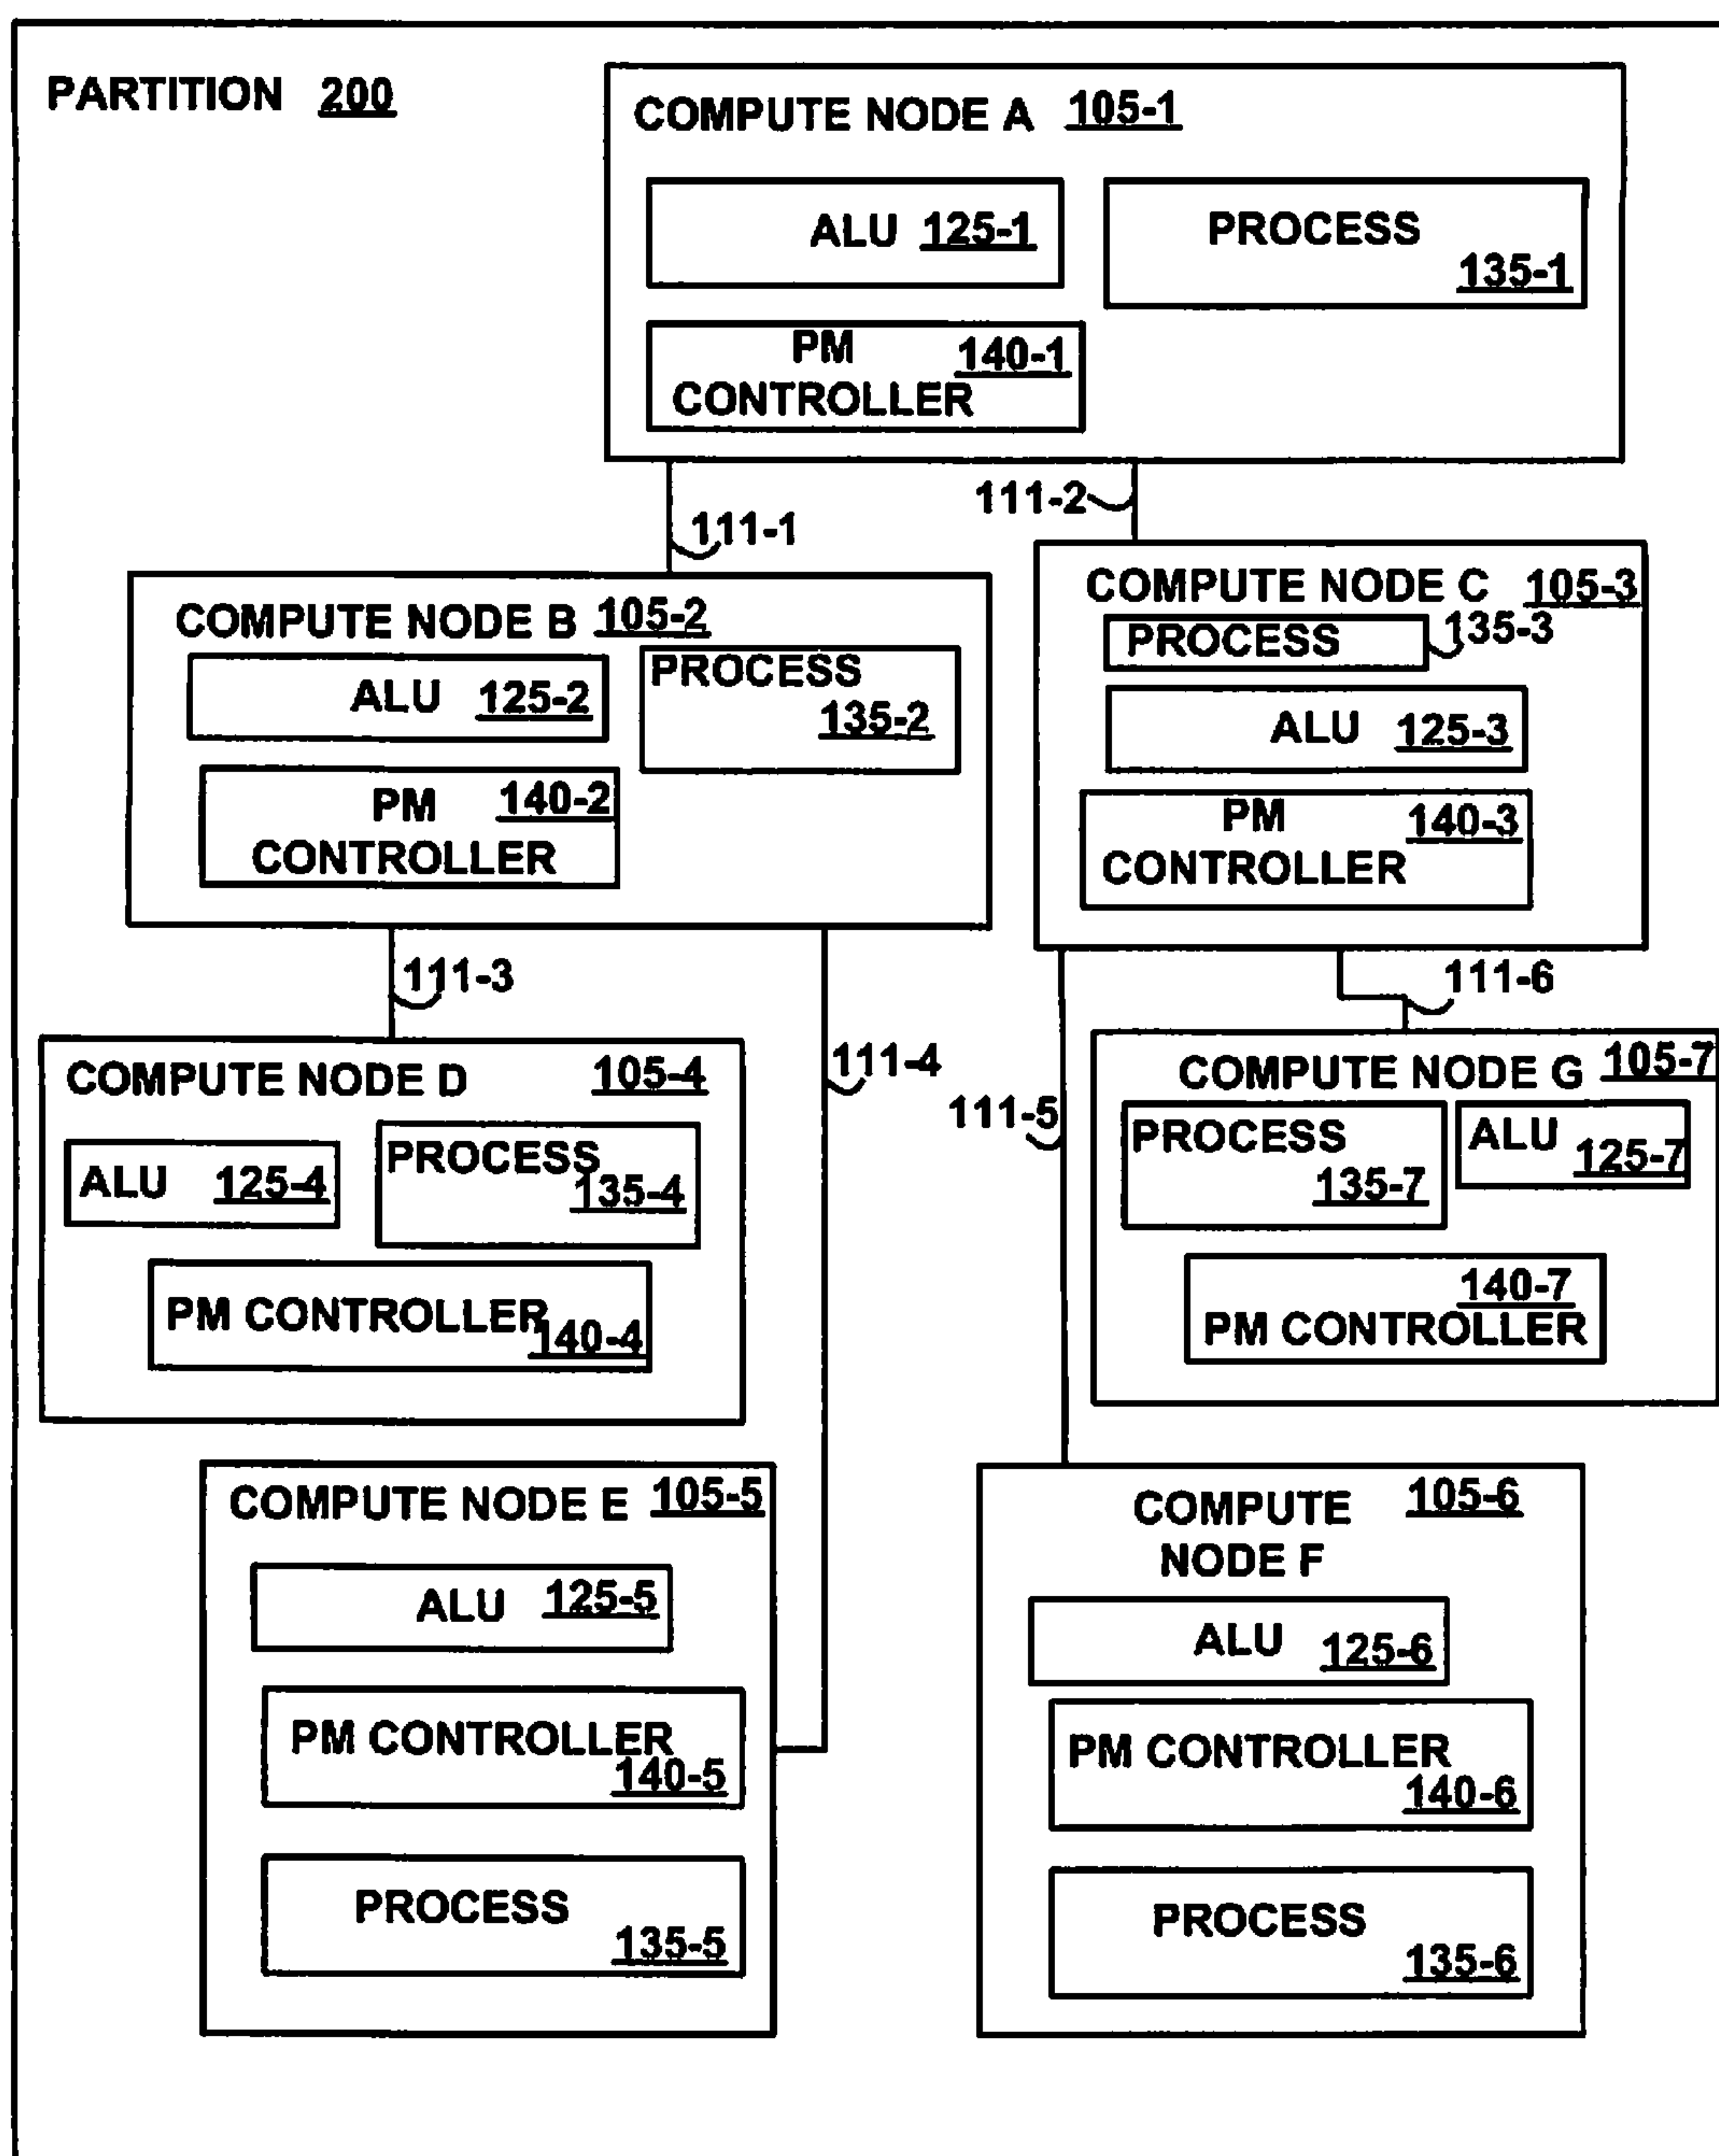 PARTITION 200
COMPUTE NODE A 105-1
ALU 125-1
PROCESS
135-1
PM 140-1
CONTROLLER
111-1
111-2
COMPUTE NODE B 105-2
ALU 125-2
PROCESS
135-2
PM 140-2
CONTROLLER
COMPUTE NODE C 105-3
PROCESS 135-3
ALU 125-3
PM 140-3
CONTROLLER
111-3
111-4
111-5
111-6
COMPUTE NODE D 105-4
ALU 125-4
PROCESS
135-4
PM CONTROLLER
140-4
COMPUTE NODE G 105-7
PROCESS
135-7
ALU
125-7
140-7
PM CONTROLLER
COMPUTE NODE E 105-5
ALU 125-5
PM CONTROLLER
140-5
PROCESS
135-5
COMPUTE 105-6
NODE F
ALU 125-6
PM CONTROLLER
140-6
PROCESS
135-6